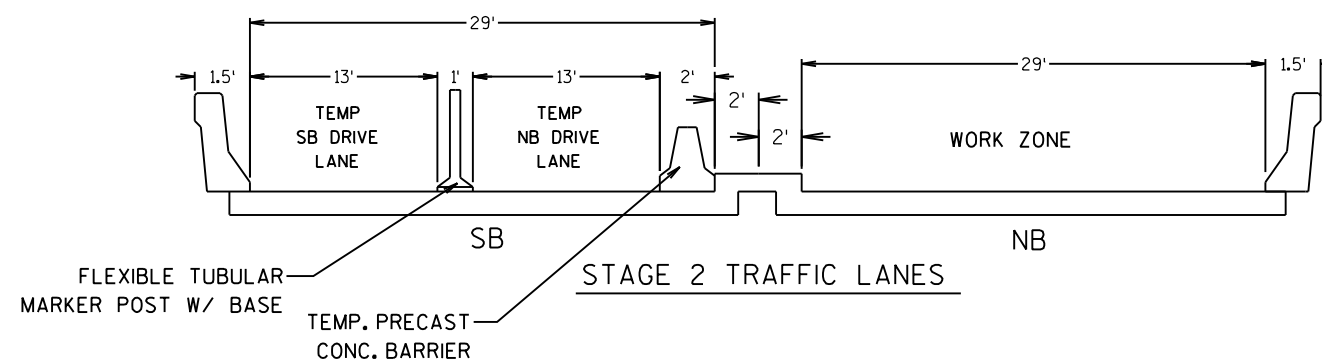 29'
1.5'
13'
1'
13'
2'
29'
1.5'
2'
2'
TEMP
SB DRIVE
LANE
TEMP
NB DRIVE
LANE
WORK ZONE
SB
NB
STAGE 2 TRAFFIC LANES
FLEXIBLE TUBULAR
MARKER POST W/ BASE
TEMP. PRECAST
CONC. BARRIER